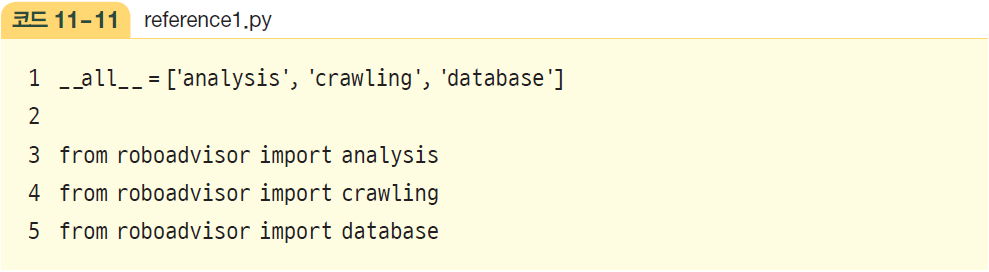 코드 11-11 reference1.py
1 __all__ = ['analysis', 'crawling', 'database']
2
3 from roboadvisor import analysis
4 from roboadvisor import crawling
5 from roboadvisor import database